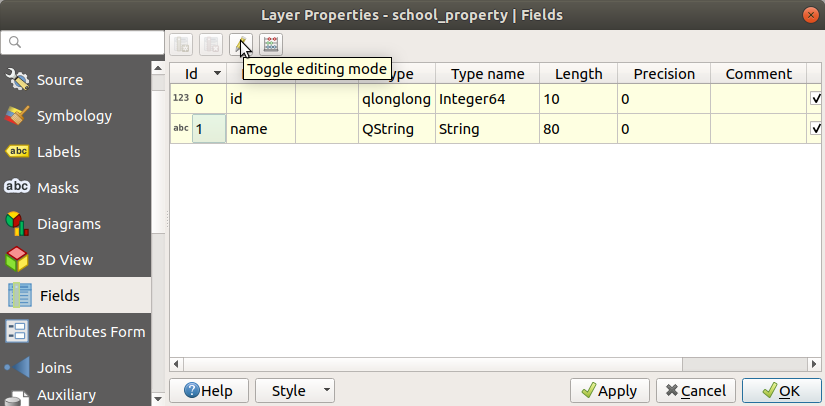 Layer Properties - school_property | Fields
Toggle editing mode
Id Type Type name Length Precision Comment
123 0 id qlonglong Integer64 10 0
abc 1 name QString String 80 0
Source
Symbology
abc Labels
abc Masks
Diagrams
3D View
Fields
Attributes Form
Joins
Auxiliary
Help Style Apply Cancel OK